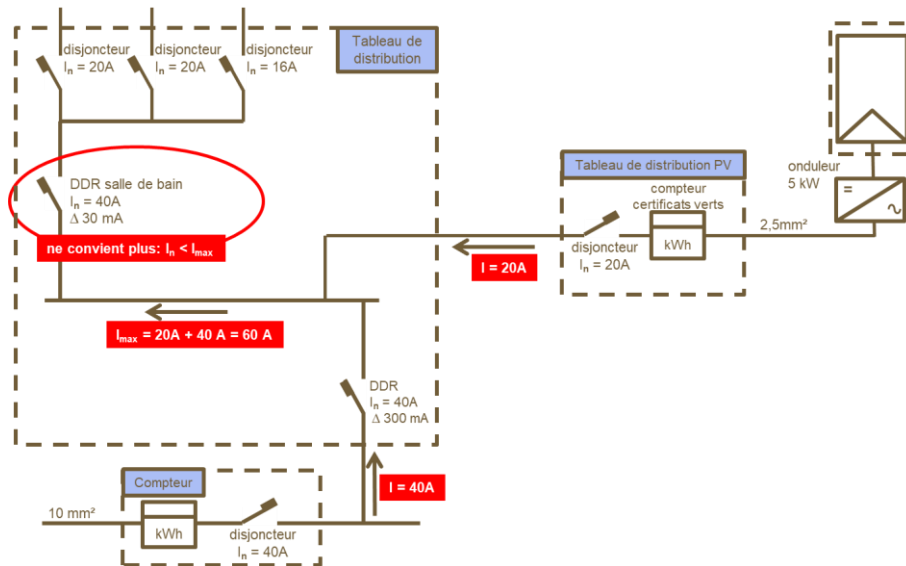 disjoncteur
Iₙ = 20A
disjoncteur
Iₙ = 20A
disjoncteur
Iₙ = 16A
Tableau de
distribution
DDR salle de bain
Iₙ = 40A
Δ 30 mA
ne convient plus: Iₙ < Iₘₐₓ
Tableau de distribution PV
compteur
certificats verts
kWh
disjoncteur
Iₙ = 20A
2,5mm²
onduleur
5 kW
=
~
I = 20A
Iₘₐₓ = 20A + 40 A = 60 A
DDR
Iₙ = 40A
Δ 300 mA
I = 40A
Compteur
10 mm²
kWh
disjoncteur
Iₙ = 40A